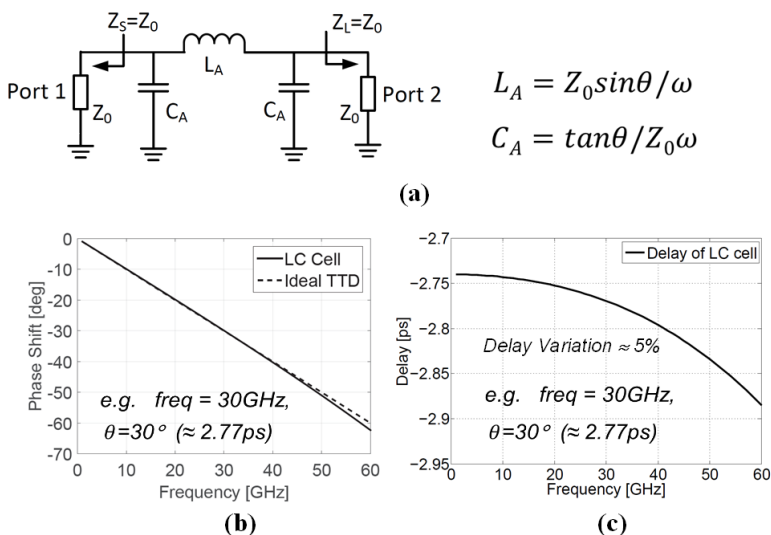 Z_S=Z_0
Z_L=Z_0
L_A
Port 1
Z_0
C_A
C_A
Z_0
Port 2
L_A = Z_0sinθ/ω
C_A = tanθ/Z_0ω
(a)
0
-10
-20
-30
-40
-50
-60
-70
Phase Shift [deg]
LC Cell
Ideal TTD
e.g. freq = 30GHz,
θ=30° (≈ 2.77ps)
0 10 20 30 40 50 60
Frequency [GHz]
(b)
−2.7
−2.75
−2.8
−2.85
−2.9
−2.95
Delay [ps]
Delay of LC cell
Delay Variation ≈ 5%
e.g. freq = 30GHz,
θ=30° (≈ 2.77ps)
0 10 20 30 40 50 60
Frequency [GHz]
(c)